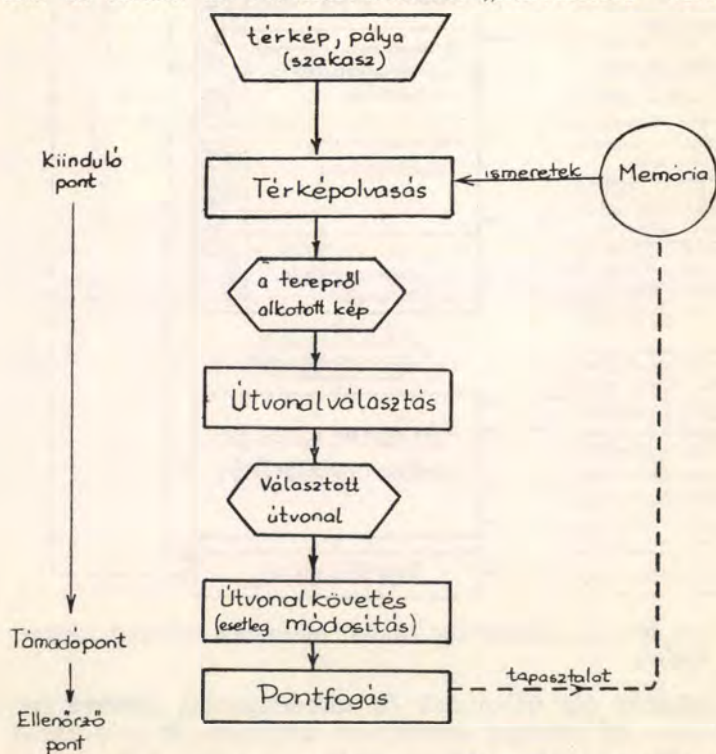 térkép, pálya
(szakasz)
Kiinduló
pont
Térképolvasás
ismeretek
Memória
a terepről
alkotott kép
Útvonalválasztás
Választott
útvonal
Útvonalkövetés
(esetleg módosítás)
Támadópont
Pontfogás
tapasztalat
Ellenőrző
pont